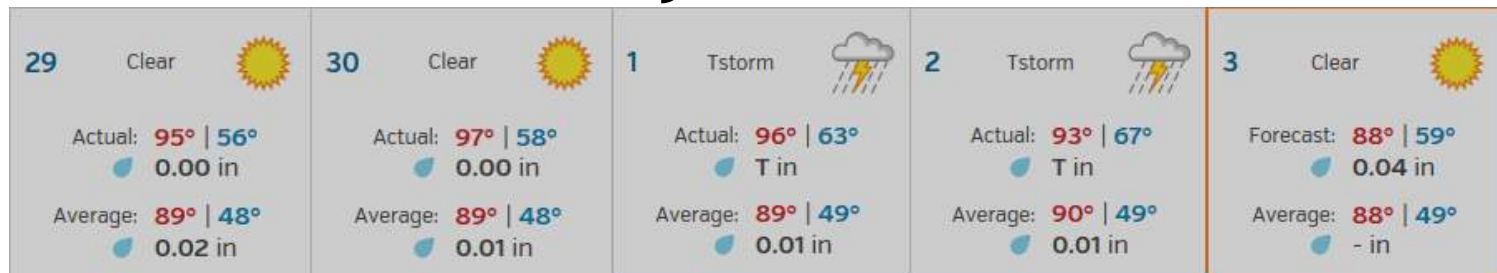 29 Clear
Actual: 95° | 56°
0.00 in
Average: 89° | 48°
0.02 in
30 Clear
Actual: 97° | 58°
0.00 in
Average: 89° | 48°
0.01 in
1 Tstorm
Actual: 96° | 63°
T in
Average: 89° | 49°
0.01 in
2 Tstorm
Actual: 93° | 67°
T in
Average: 90° | 49°
0.01 in
3 Clear
Forecast: 88° | 59°
0.04 in
Average: 88° | 49°
- in